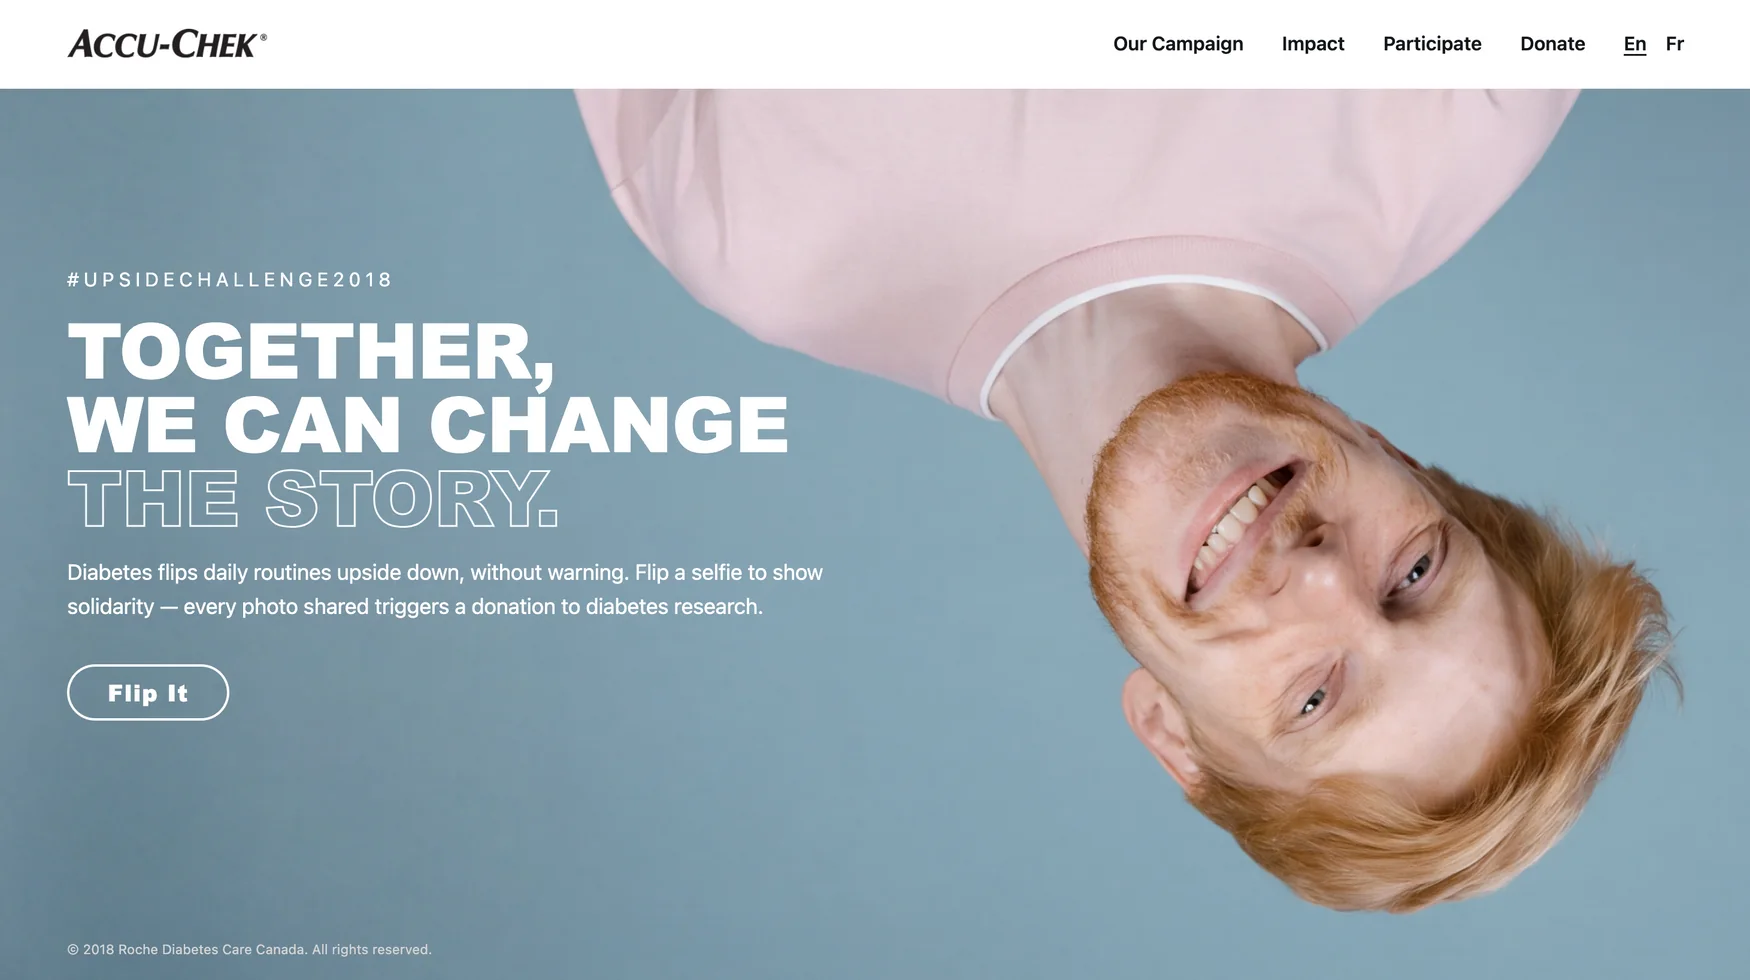 ACCU-CHEK®
Our Campaign Impact Participate Donate En Fr
#UPSIDECHALLENGE2018
TOGETHER,
WE CAN CHANGE
THE STORY.
Diabetes flips daily routines upside down, without warning. Flip a selfie to show
solidarity — every photo shared triggers a donation to diabetes research.
Flip It
© 2018 Roche Diabetes Care Canada. All rights reserved.